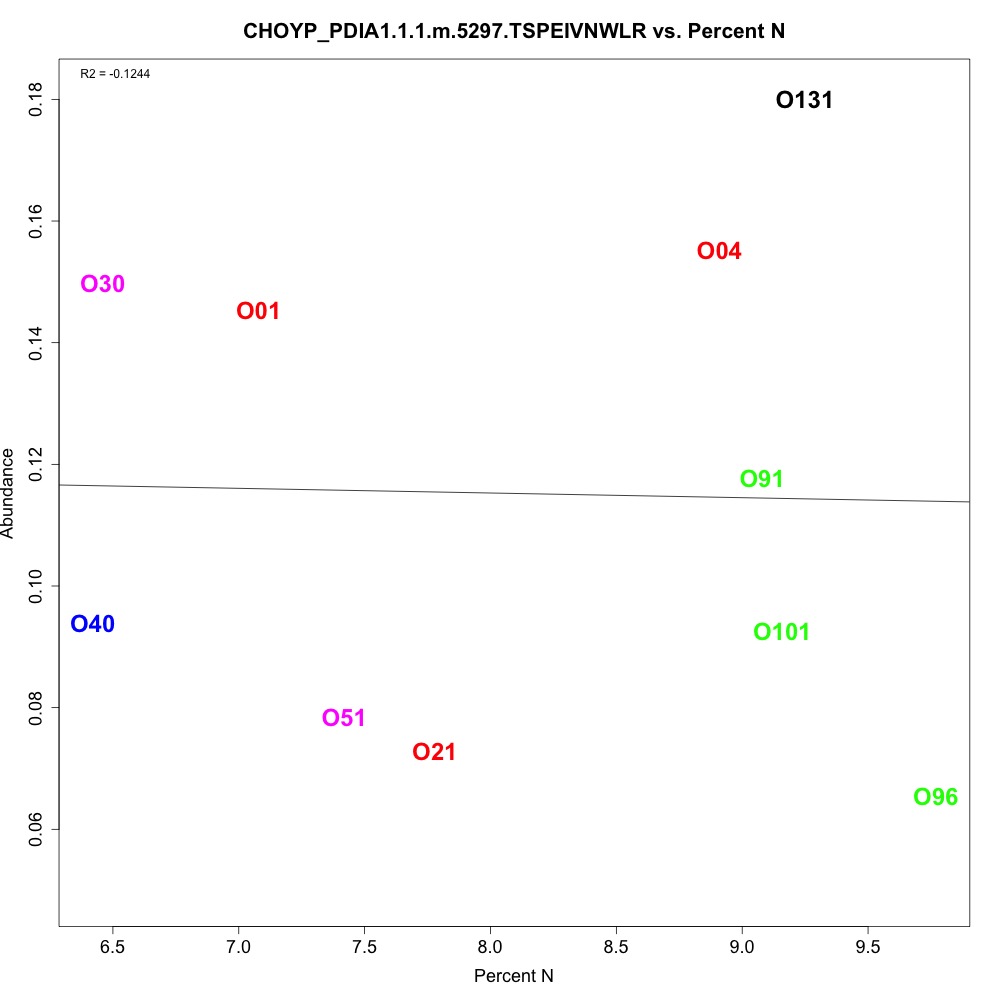 CHOYP_PDIA1.1.1.m.5297.TSPEIVNWLR vs. Percent N
R2 = -0.1244
0.18
O131
0.16
O04
O30
O01
0.14
0.12
O91
Abundance
0.10
O40
O101
0.08
O51
O21
O96
0.06
6.5 7.0 7.5 8.0 8.5 9.0 9.5
Percent N